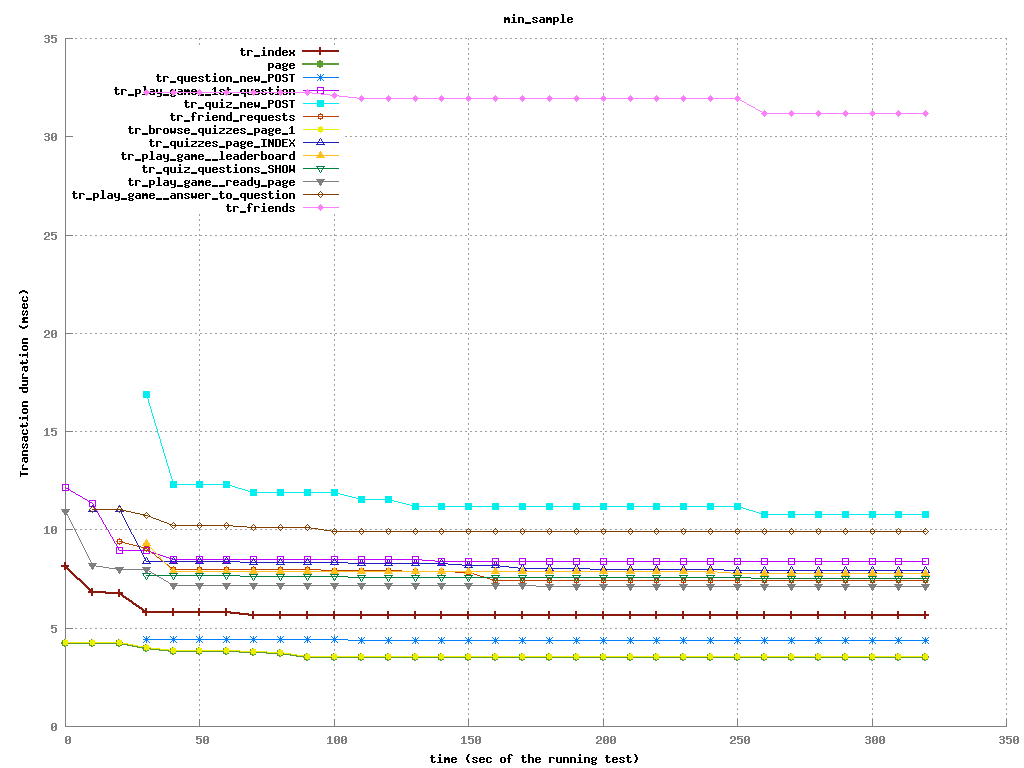 min_sample
35
30
25
20
15
10
5
0
Transaction duration (msec)
tr_index
page
tr_question_new_POST
tr_play_game__1st_question
tr_quiz_new_POST
tr_friend_requests
tr_browse_quizzes_page_1
tr_quizzes_page_INDEX
tr_play_game__leaderboard
tr_quiz_questions_SHOW
tr_play_game__ready_page
tr_play_game__answer_to_question
tr_friends
0 50 100 150 200 250 300 350
time (sec of the running test)